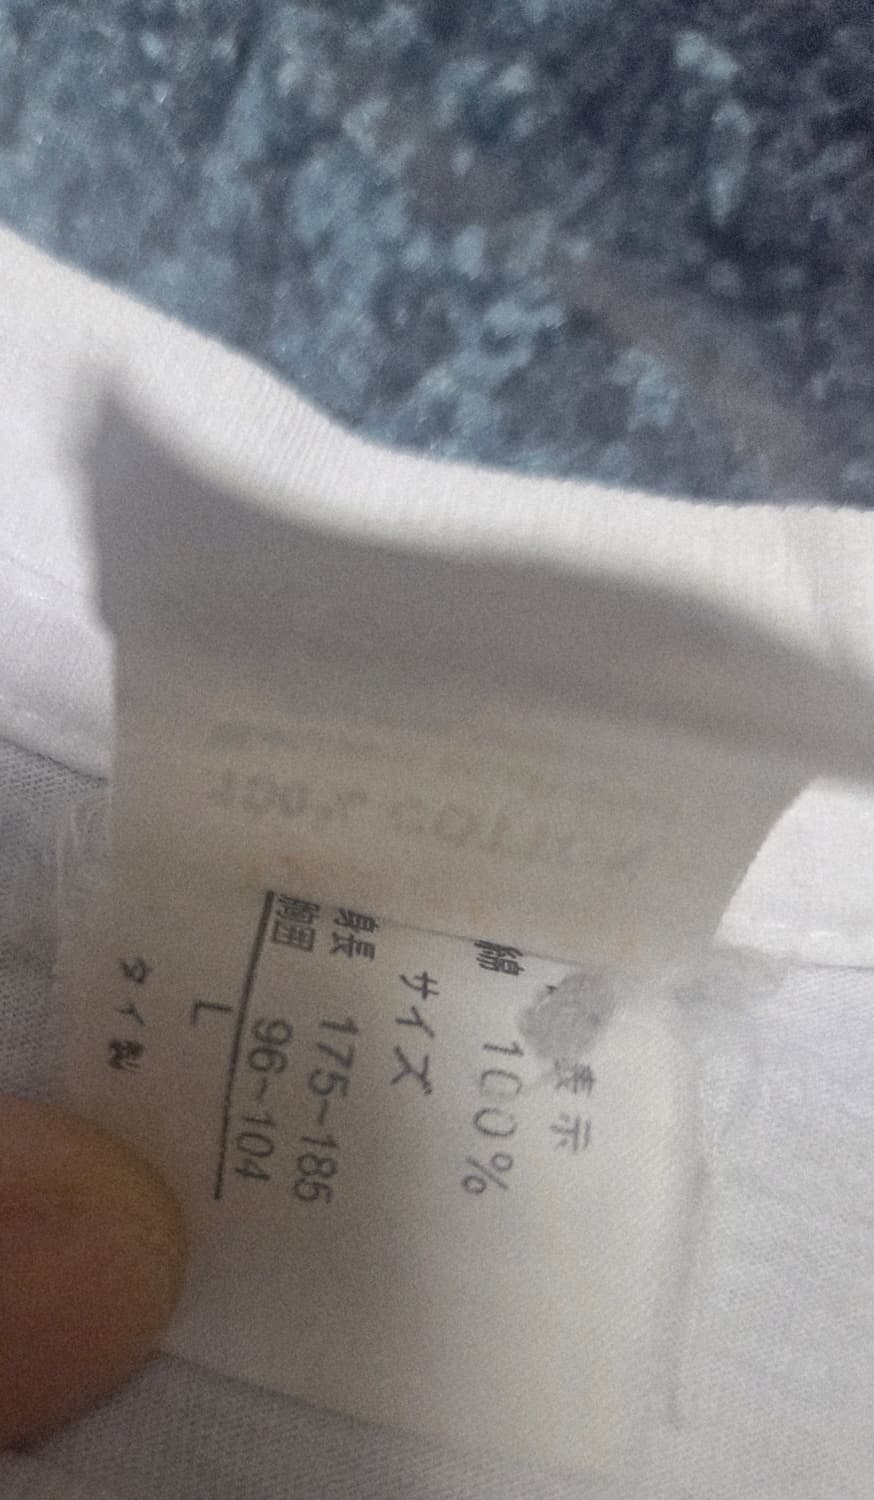 表示
綿 100%
サイズ
身長 175~185
胸囲 96~104
L
タイ製